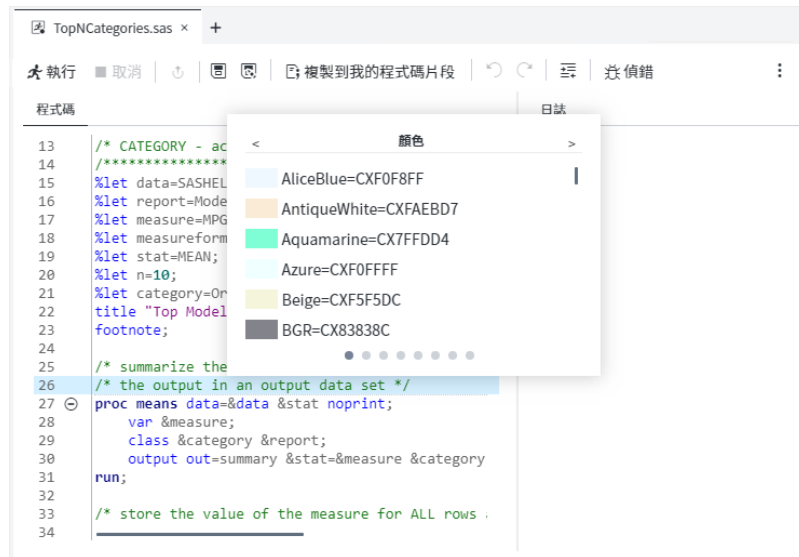 TopNCategories.sas × +
執行 取消 複製到我的程式碼片段 偵錯
程式碼 日誌
13 /* CATEGORY - ac
14 /****************
15 %let data=SASHEL
16 %let report=Mode
17 %let measure=MPG
18 %let measureform
19 %let stat=MEAN;
20 %let n=10;
21 %let category=Or
22 title "Top Model
23 footnote;
24
25 /* summarize the
26 /* the output in an output data set */
27 proc means data=&data &stat noprint;
28 var &measure;
29 class &category &report;
30 output out=summary &stat=&measure &category
31 run;
32
33 /* store the value of the measure for ALL rows
34
< 顏色 >
AliceBlue=CXF0F8FF
AntiqueWhite=CXFAEBD7
Aquamarine=CX7FFDD4
Azure=CXF0FFFF
Beige=CXF5F5DC
BGR=CX83838C